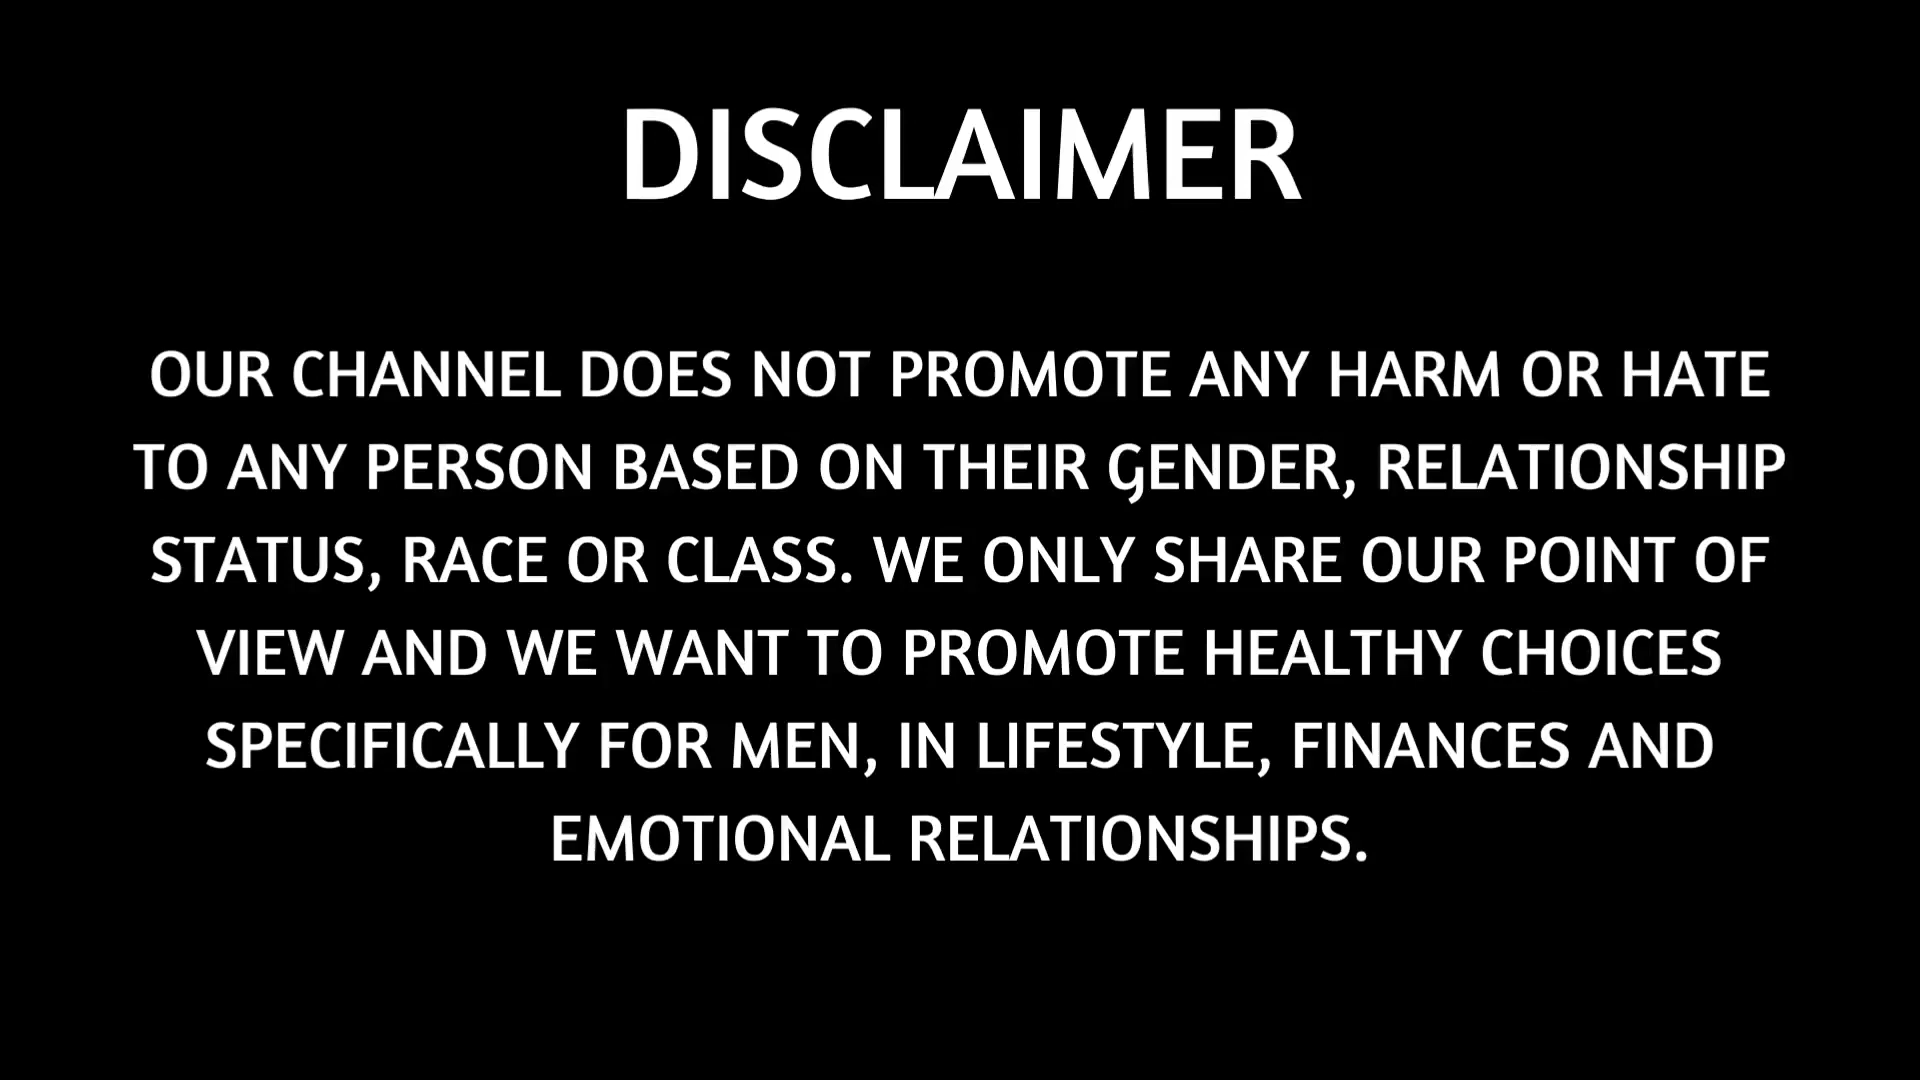 DISCLAIMER
OUR CHANNEL DOES NOT PROMOTE ANY HARM OR HATE
TO ANY PERSON BASED ON THEIR GENDER, RELATIONSHIP
STATUS, RACE OR CLASS. WE ONLY SHARE OUR POINT OF
VIEW AND WE WANT TO PROMOTE HEALTHY CHOICES
SPECIFICALLY FOR MEN, IN LIFESTYLE, FINANCES AND
EMOTIONAL RELATIONSHIPS.